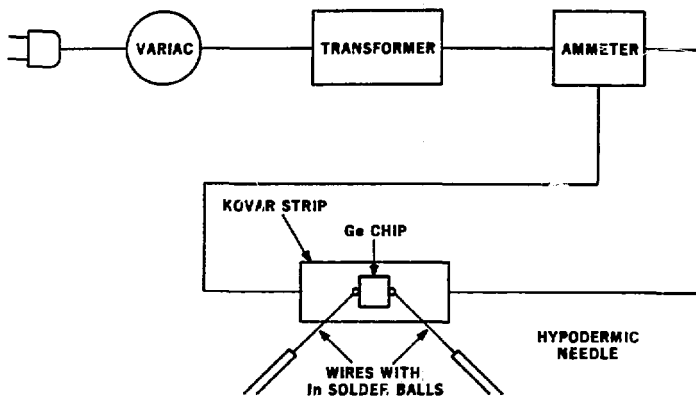 VARIAC
TRANSFORMER
AMMETER
KOVAR STRIP
Ge CHIP
HYPODERMIC
NEEDLE
WIRES WITH
In SOLDER BALLS